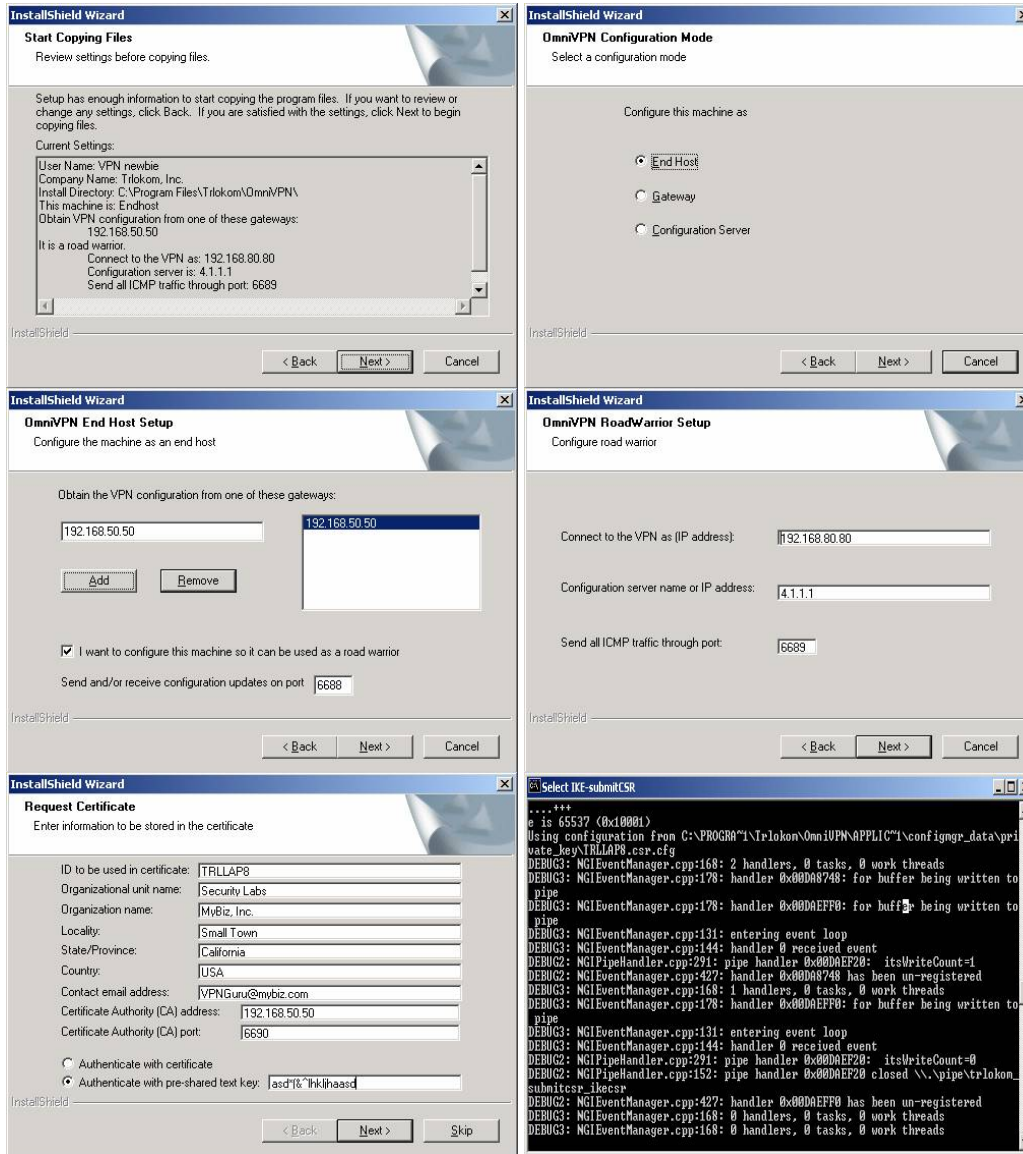 InstallShield Wizard
Start Copying Files
Review settings before copying files.
Setup has enough information to start copying the program files. If you want to review or
change any settings, click Back. If you are satisfied with the settings, click Next to begin
copying files.
Current Settings:
User Name: VPN newbie
Company Name: Trlokom, Inc.
Install Directory: C:\Program Files\Trlokom\OmniVPN\
This machine is: Endhost
Obtain VPN configuration from one of these gateways:
192.168.50.50
It is a road warrior.
Connect to the VPN as: 192.168.80.80
Configuration server is: 4.1.1.1
Send all ICMP traffic through port: 6689
InstallShield
< Back
Next >
Cancel
InstallShield Wizard
OmniVPN Configuration Mode
Select a configuration mode
Configure this machine as
End Host
Gateway
Configuration Server
InstallShield
< Back
Next >
Cancel
InstallShield Wizard
OmniVPN End Host Setup
Configure the machine as an end host
Obtain the VPN configuration from one of these gateways:
192.168.50.50
192.168.50.50
Add
Remove
I want to configure this machine so it can be used as a road warrior
Send and/or receive configuration updates on port 6688
InstallShield
< Back
Next >
Cancel
InstallShield Wizard
OmniVPN RoadWarrior Setup
Configure road warrior
Connect to the VPN as (IP address): 192.168.80.80
Configuration server name or IP address: 4.1.1.1
Send all ICMP traffic through port: 6689
InstallShield
< Back
Next >
Cancel
InstallShield Wizard
Request Certificate
Enter information to be stored in the certificate
ID to be used in certificate: TRLLAP8
Organizational unit name: Security Labs
Organization name: MyBiz, Inc.
Locality: Small Town
State/Province: California
Country: USA
Contact email address: VPNGuru@mybiz.com
Certificate Authority (CA) address: 192.168.50.50
Certificate Authority (CA) port: 6690
Authenticate with certificate
Authenticate with pre-shared text key:
InstallShield
< Back
Next >
Skip
Select IKE-submitCSR
....+++
e is 65537 (0x10001)
Using configuration from C:\PROGRA~1\Trlokom\OmniVPN\APPLIC~1\configmgr_data\pri
vate_key\TRLLAP8.csr.cfg
DEBUG3: NGIEventManager.cpp:168: 2 handlers, 0 tasks, 0 work threads
DEBUG3: NGIEventManager.cpp:178: handler 0x00DA8748: for buffer being written to
pipe
DEBUG3: NGIEventManager.cpp:178: handler 0x00DAEFF0: for buffer being written to
pipe
DEBUG3: NGIEventManager.cpp:131: entering event loop
DEBUG3: NGIEventManager.cpp:144: handler 0 received event
DEBUG2: NGIPipeHandler.cpp:291: pipe handler 0x00DAEF20: itsWriteCount=1
DEBUG2: NGIEventManager.cpp:427: handler 0x00DA8748 has been un-registered
DEBUG3: NGIEventManager.cpp:168: 1 handlers, 0 tasks, 0 work threads
DEBUG3: NGIEventManager.cpp:178: handler 0x00DAEFF0: for buffer being written to
pipe
DEBUG3: NGIEventManager.cpp:131: entering event loop
DEBUG3: NGIEventManager.cpp:144: handler 0 received event
DEBUG2: NGIPipeHandler.cpp:291: pipe handler 0x00DAEF20: itsWriteCount=0
DEBUG2: NGIPipeHandler.cpp:152: pipe handler 0x00DAEF20 closed \\.\pipe\trlokom_
submitcsr_ikecsr
DEBUG2: NGIEventManager.cpp:427: handler 0x00DAEFF0 has been un-registered
DEBUG3: NGIEventManager.cpp:168: 0 handlers, 0 tasks, 0 work threads
DEBUG3: NGIEventManager.cpp:168: 0 handlers, 0 tasks, 0 work threads